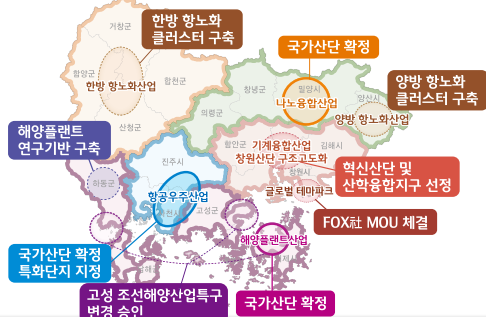 거창군
한방 항노화
클러스터 구축
국가산단 확정
함양군
한방 항노화산업
합천군
창녕군
밀양시
나노융합산업
양산시
양방 항노화
클러스터 구축
양방 항노화산업
의령군
산청군
해양플랜트
연구기반 구축
함안군
기계융합산업
창원산단 구조고도화
김해시
진주시
창원시
혁신산단 및
산학융합지구 선정
하동군
항공우주산업
글로벌 테마파크
사천시
고성군
FOX社 MOU 체결
해양플랜트산업
국가산단 확정
특화단지 지정
고성 조선해양산업특구
변경 승인
국가산단 확정